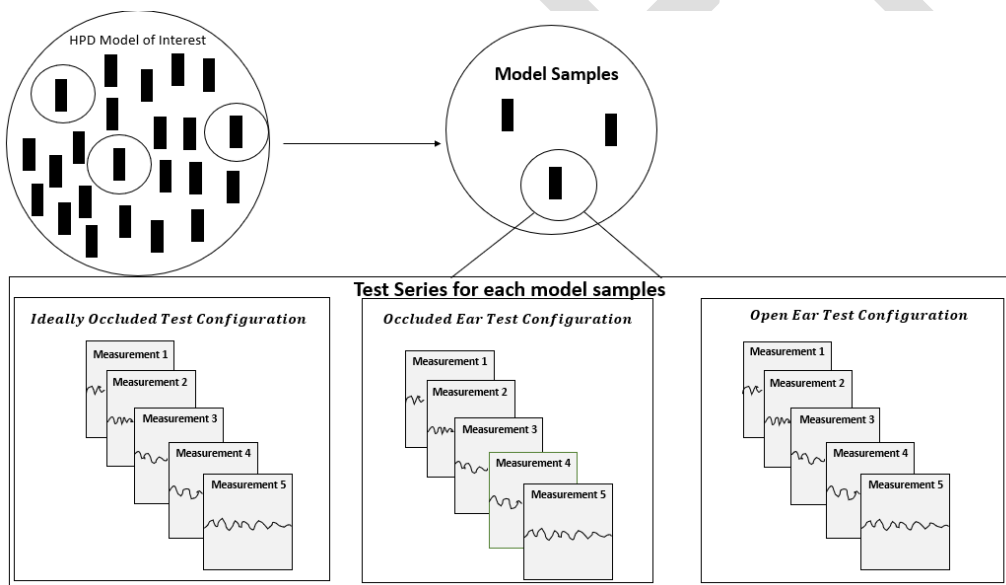 HPD Model of Interest
Model Samples
Test Series for each model samples
Ideally Occluded Test Configuration
Measurement 1
Measurement 2
Measurement 3
Measurement 4
Measurement 5
Occluded Ear Test Configuration
Measurement 1
Measurement 2
Measurement 3
Measurement 4
Measurement 5
Open Ear Test Configuration
Measurement 1
Measurement 2
Measurement 3
Measurement 4
Measurement 5